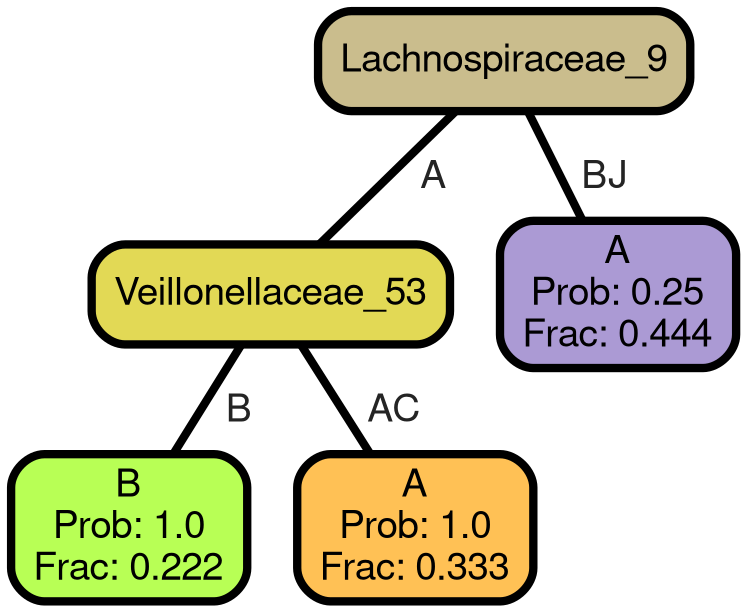 Lachnospiraceae_9
A
BJ
Veillonellaceae_53
A
Prob: 0.25
Frac: 0.444
B
AC
B
Prob: 1.0
Frac: 0.222
A
Prob: 1.0
Frac: 0.333